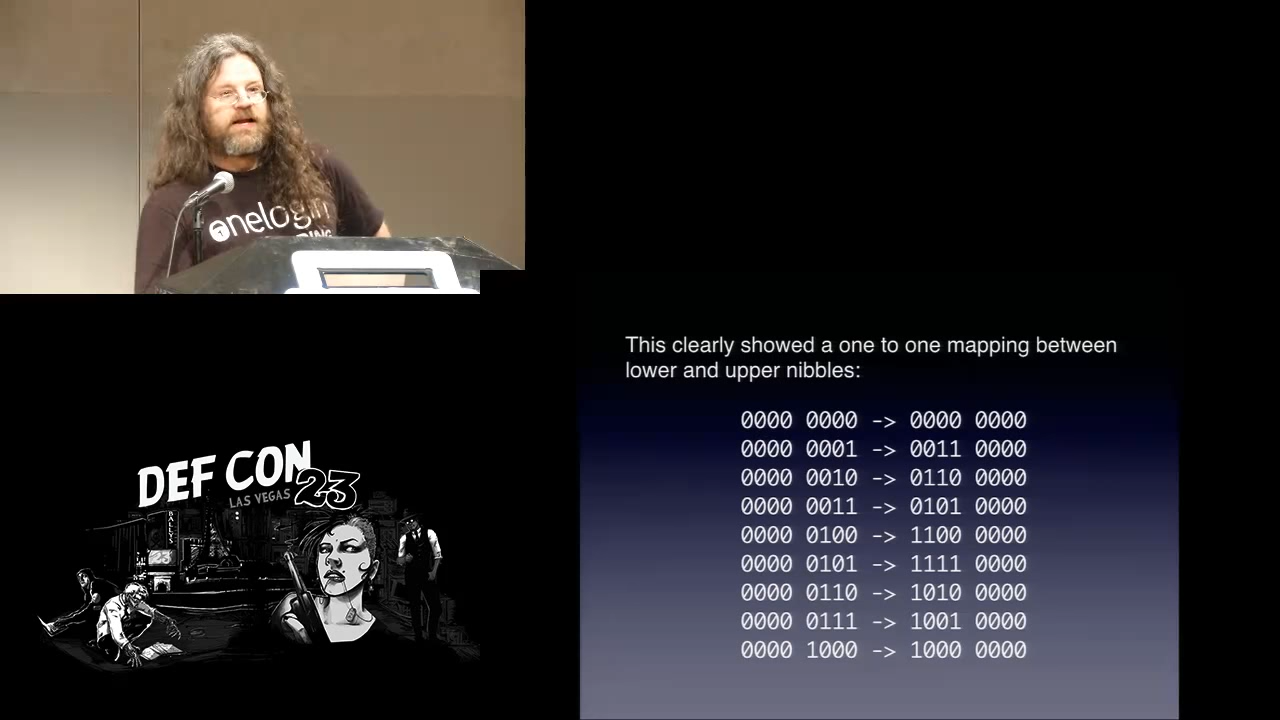 onelogin
This clearly showed a one to one mapping between
lower and upper nibbles:
0000 0000 -> 0000 0000
0000 0001 -> 0011 0000
0000 0010 -> 0110 0000
0000 0011 -> 0101 0000
0000 0100 -> 1100 0000
0000 0101 -> 1111 0000
0000 0110 -> 1010 0000
0000 0111 -> 1001 0000
0000 1000 -> 1000 0000
DEF CON 23
LAS VEGAS
BALLYS